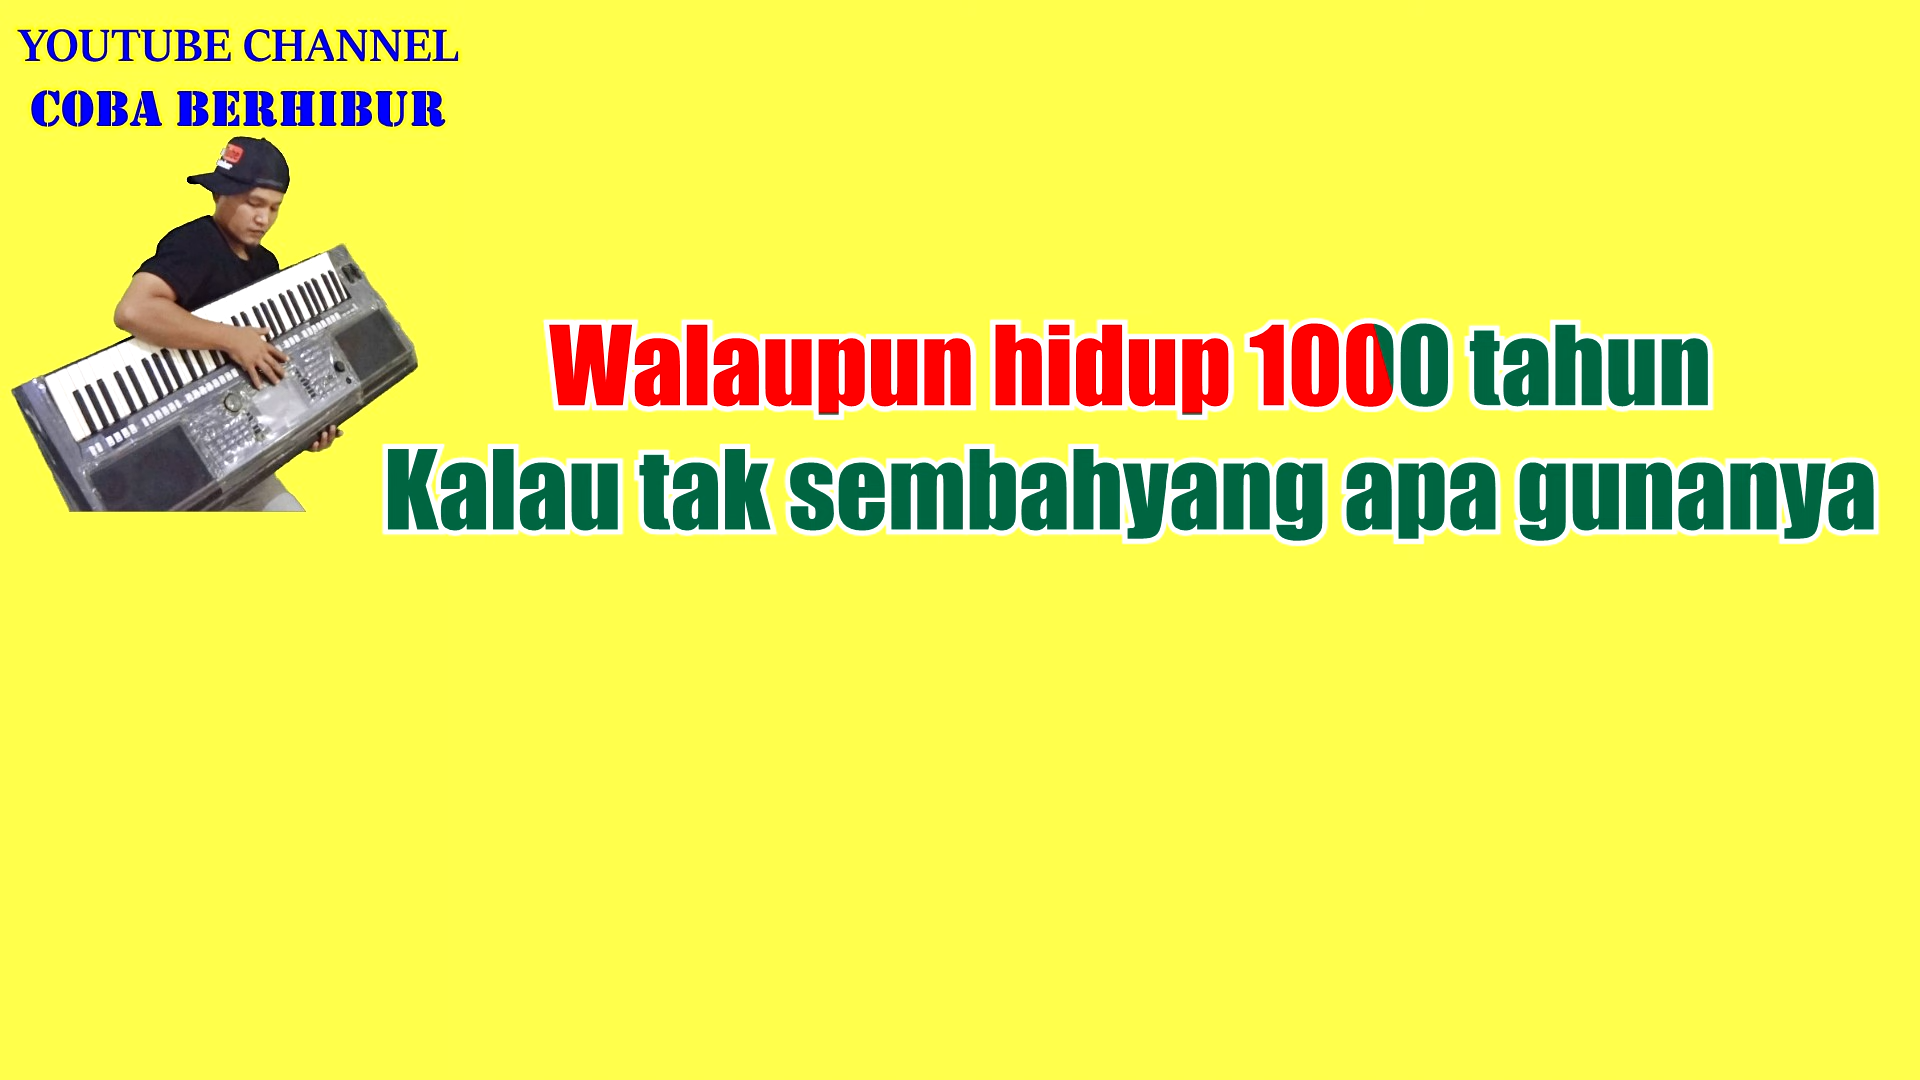 YOUTUBE CHANNEL
COBA BERHIBUR
Walaupun hidup 1000 tahun
Kalau tak sembahyang apa gunanya